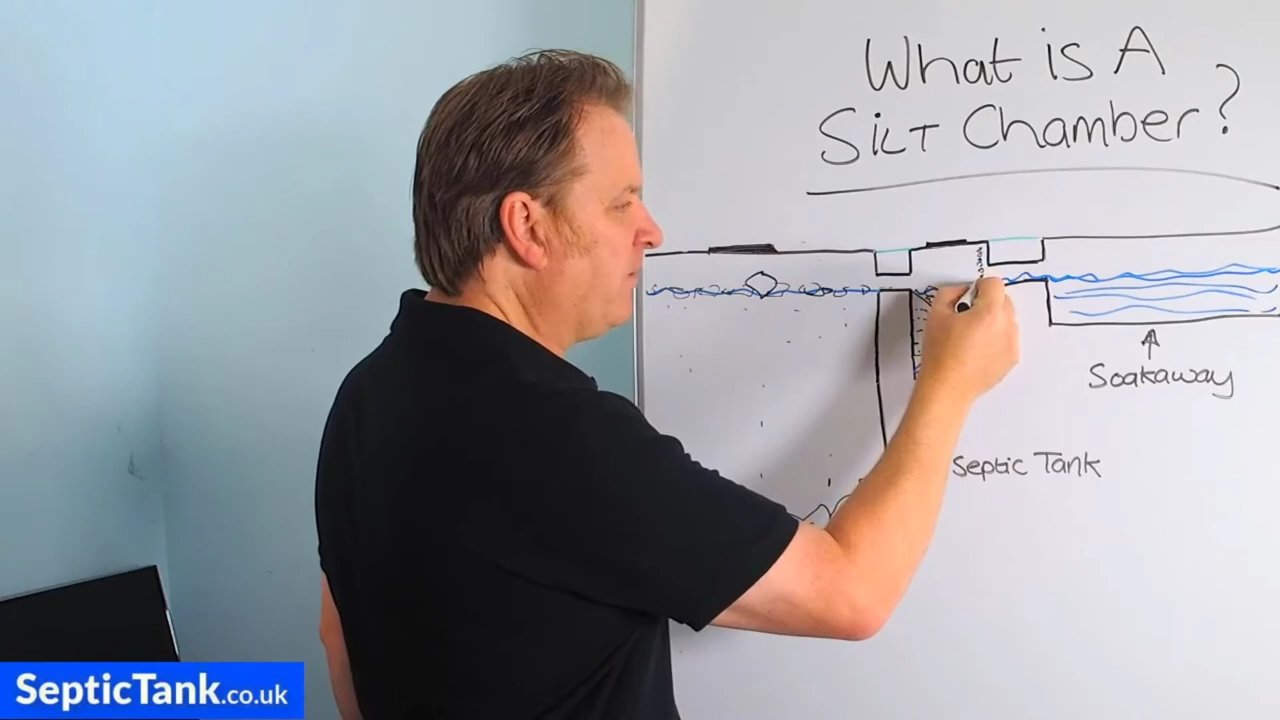 What is A
Silt Chamber?
Soakaway
Septic Tank
SepticTank.co.uk